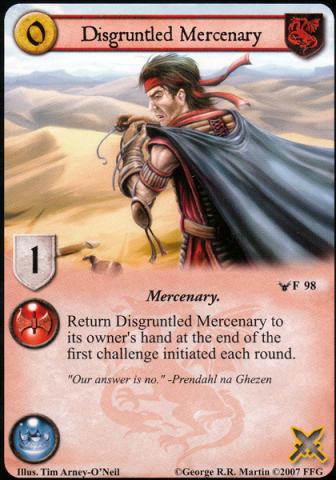 0
Disgruntled Mercenary
1
F 98
Mercenary.
Return Disgruntled Mercenary to
its owner's hand at the end of the
first challenge initiated each round.
"Our answer is no." -Prendahl na Ghezen
Illus. Tim Arney-O'Neil
©George R.R. Martin ©2007 FFG